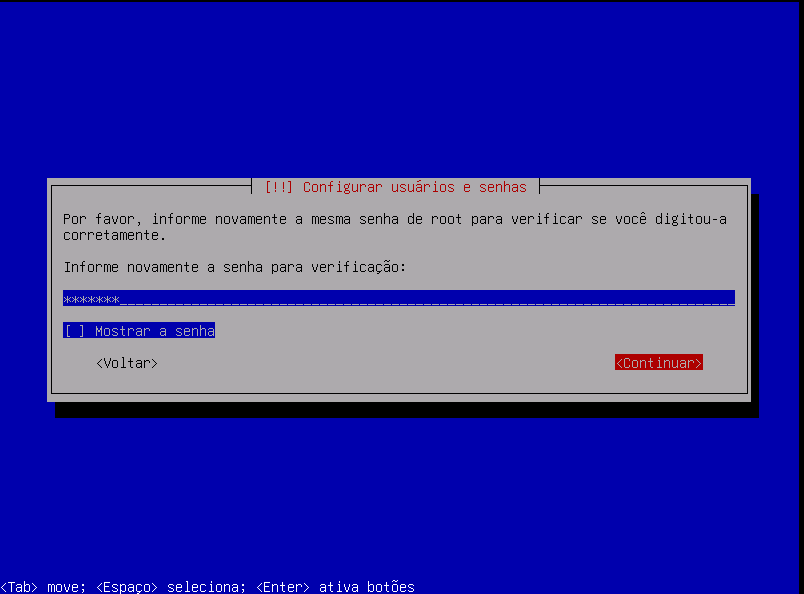 [!!] Configurar usuários e senhas
Por favor, informe novamente a mesma senha de root para verificar se você digitou-a
corretamente.
Informe novamente a senha para verificação:
*******
[ ] Mostrar a senha
<Voltar> <Continuar>
<Tab> move; <Espaço> seleciona; <Enter> ativa botões